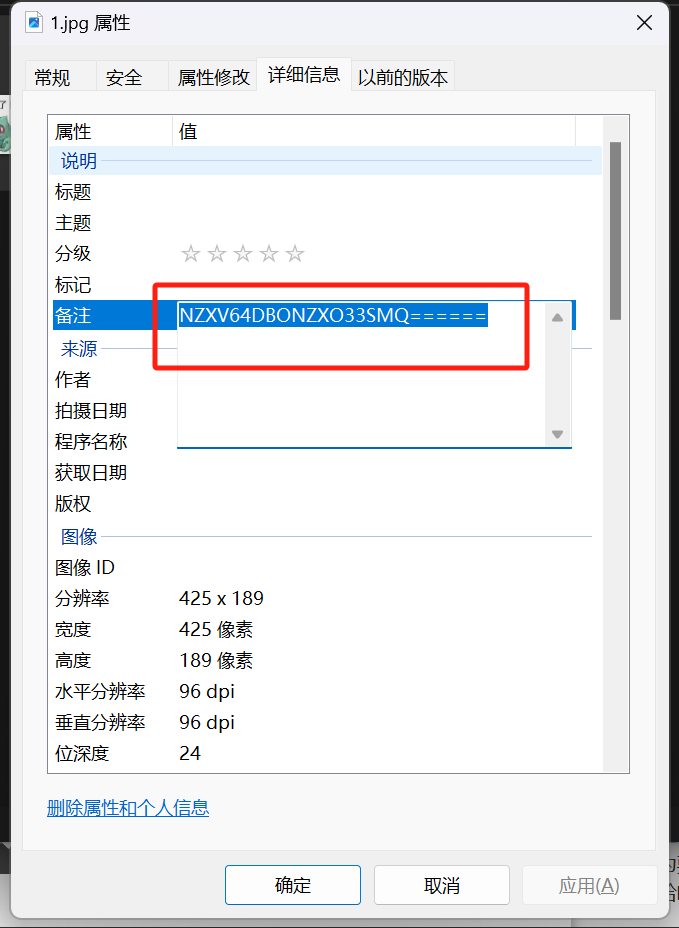 1.jpg 属性
常规 安全 属性修改 详细信息 以前的版本
属性 值
说明
标题
主题
分级 ☆☆☆☆☆
标记
备注 NZXV64DBONZXO33SMQ======
来源
作者
拍摄日期
程序名称
获取日期
版权
图像
图像 ID
分辨率 425 x 189
宽度 425 像素
高度 189 像素
水平分辨率 96 dpi
垂直分辨率 96 dpi
位深度 24
删除属性和个人信息
确定 取消 应用(A)